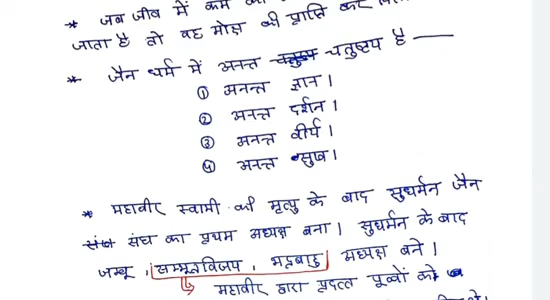 * जब जीव में कर्म का
जाता है तो वह मोक्ष की प्राप्ति कर
* जैन धर्म में अनन्त चतुष्टय है —
① अनन्त ज्ञान।
② अनन्त दर्शन।
③ अनन्त वीर्य।
④ अनन्त सुख।
* महावीर स्वामी की मृत्यु के बाद सुधर्मन जैन
संघ का प्रथम अध्यक्ष बना। सुधर्मन के बाद
जम्बू, सम्भूतविजय, भद्रबाहु अध्यक्ष बने।
महावीर द्वारा प्रदत्त पूर्वों को